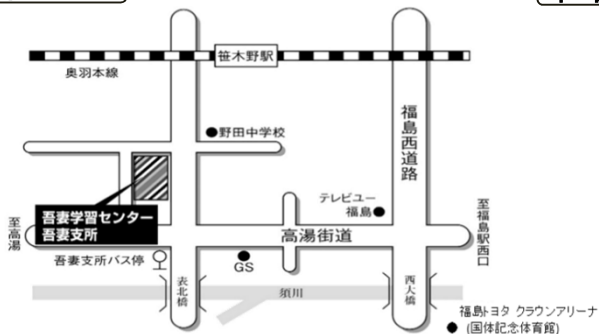 笹木野駅
奥羽本線
野田中学校
福島西道路
テレビユー
福島
吾妻学習センター
吾妻支所
至高湯
高湯街道
至福島駅西口
吾妻支所バス停
GS
表北橋
須川
西大橋
福島トヨタ クラウンアリーナ
(国体記念体育館)